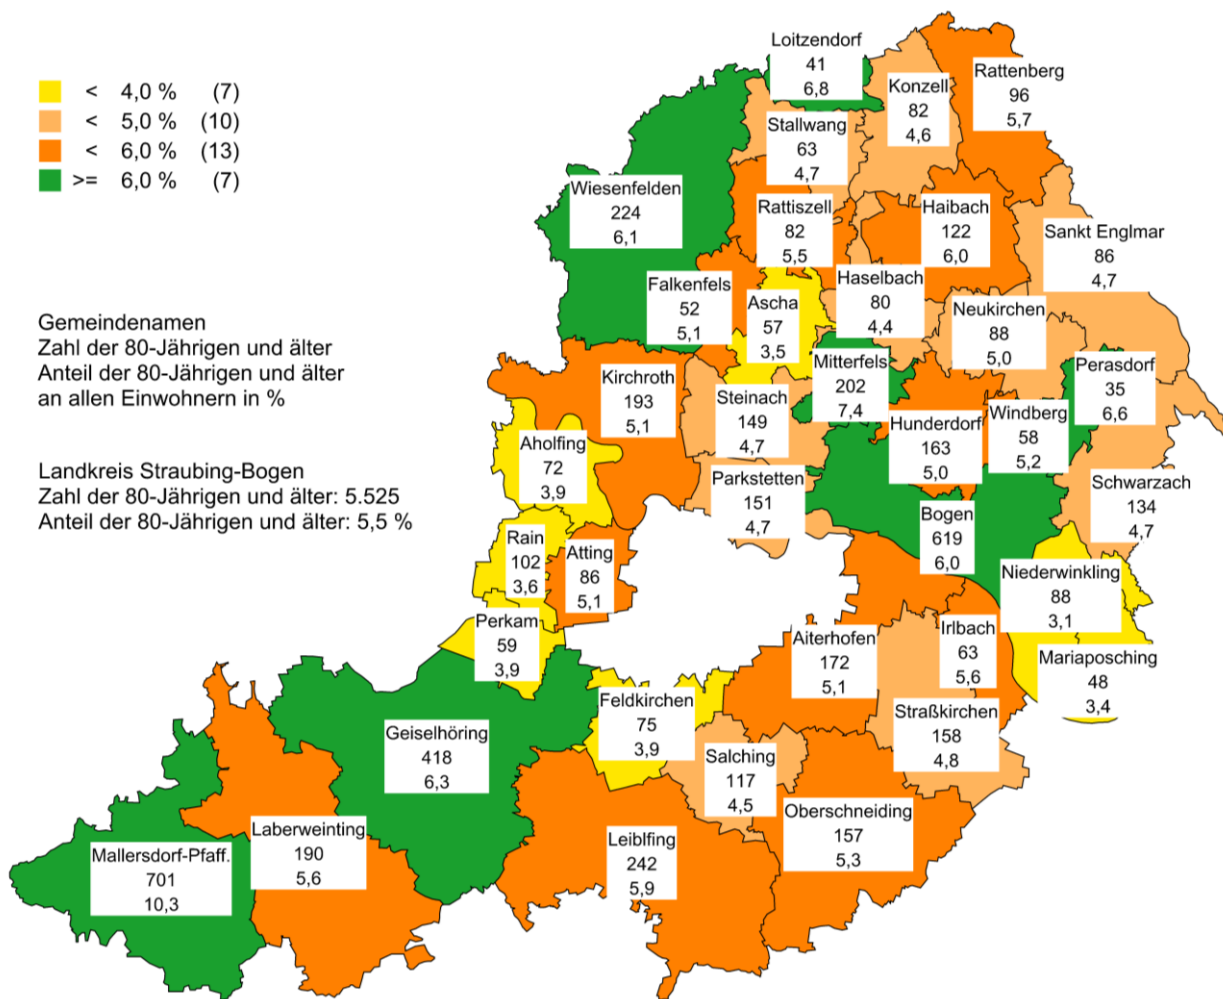 < 4,0 % (7)
< 5,0 % (10)
< 6,0 % (13)
>= 6,0 % (7)
Gemeindenamen
Zahl der 80-Jährigen und älter
Anteil der 80-Jährigen und älter
an allen Einwohnern in %
Landkreis Straubing-Bogen
Zahl der 80-Jährigen und älter: 5.525
Anteil der 80-Jährigen und älter: 5,5 %
Loitzendorf
41
6,8
Konzell
82
4,6
Rattenberg
96
5,7
Stallwang
63
4,7
Wiesenfelden
224
6,1
Rattiszell
82
5,5
Haibach
122
6,0
Sankt Englmar
86
4,7
Falkenfels
52
5,1
Ascha
57
3,5
Haselbach
80
4,4
Neukirchen
88
5,0
Mitterfels
202
7,4
Perasdorf
35
6,6
Kirchroth
193
5,1
Steinach
149
4,7
Hunderdorf
163
5,0
Windberg
58
5,2
Aholfing
72
3,9
Parkstetten
151
4,7
Schwarzach
134
4,7
Bogen
619
6,0
Rain
102
3,6
Atting
86
5,1
Niederwinkling
88
3,1
Perkam
59
3,9
Aiterhofen
172
5,1
Irlbach
63
5,6
Mariaposching
48
3,4
Feldkirchen
75
3,9
Straßkirchen
158
4,8
Geiselhöring
418
6,3
Salching
117
4,5
Oberschneiding
157
5,3
Laberweinting
190
5,6
Leiblfing
242
5,9
Mallersdorf-Pfaff.
701
10,3